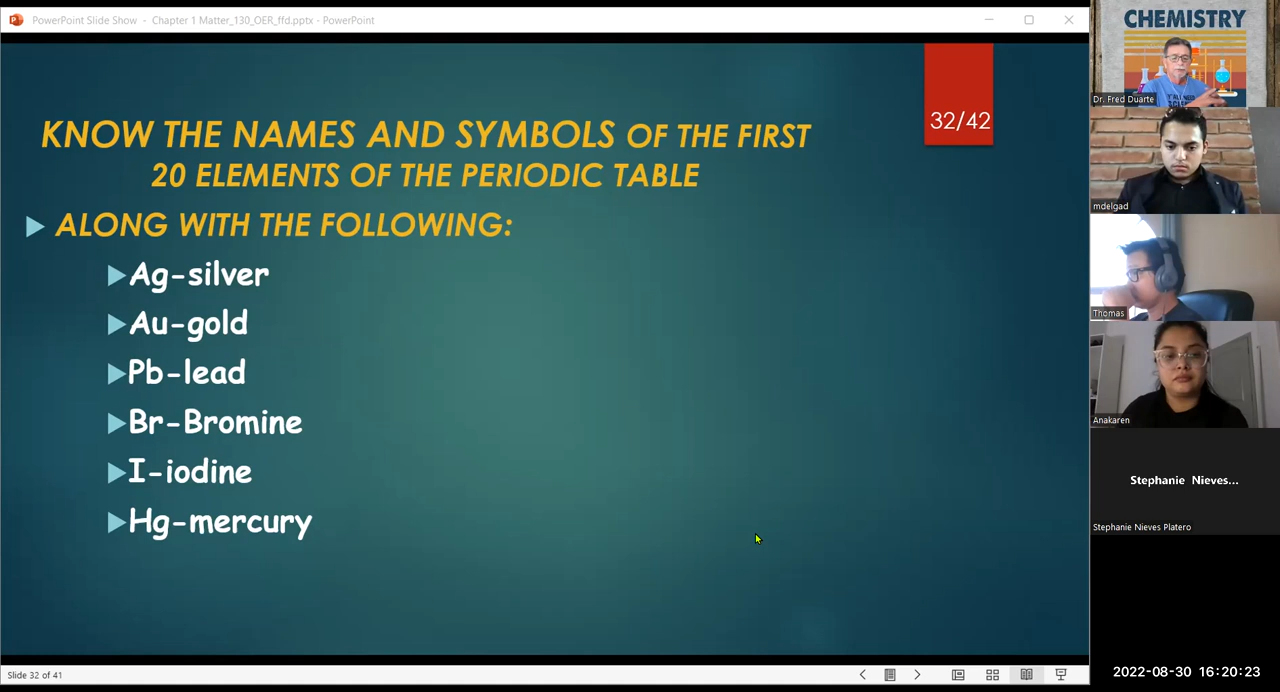 PowerPoint Slide Show - Chapter 1 Matter_130_OER_ffd.pptx - PowerPoint
32/42
KNOW THE NAMES AND SYMBOLS OF THE FIRST
20 ELEMENTS OF THE PERIODIC TABLE
ALONG WITH THE FOLLOWING:
Ag-silver
Au-gold
Pb-lead
Br-Bromine
I-iodine
Hg-mercury
Slide 32 of 41
CHEMISTRY
Dr. Fred Duarte
mdelgad
Thomas
Anakaren
Stephanie Nieves...
Stephanie Nieves Platero
2022-08-30 16:20:23